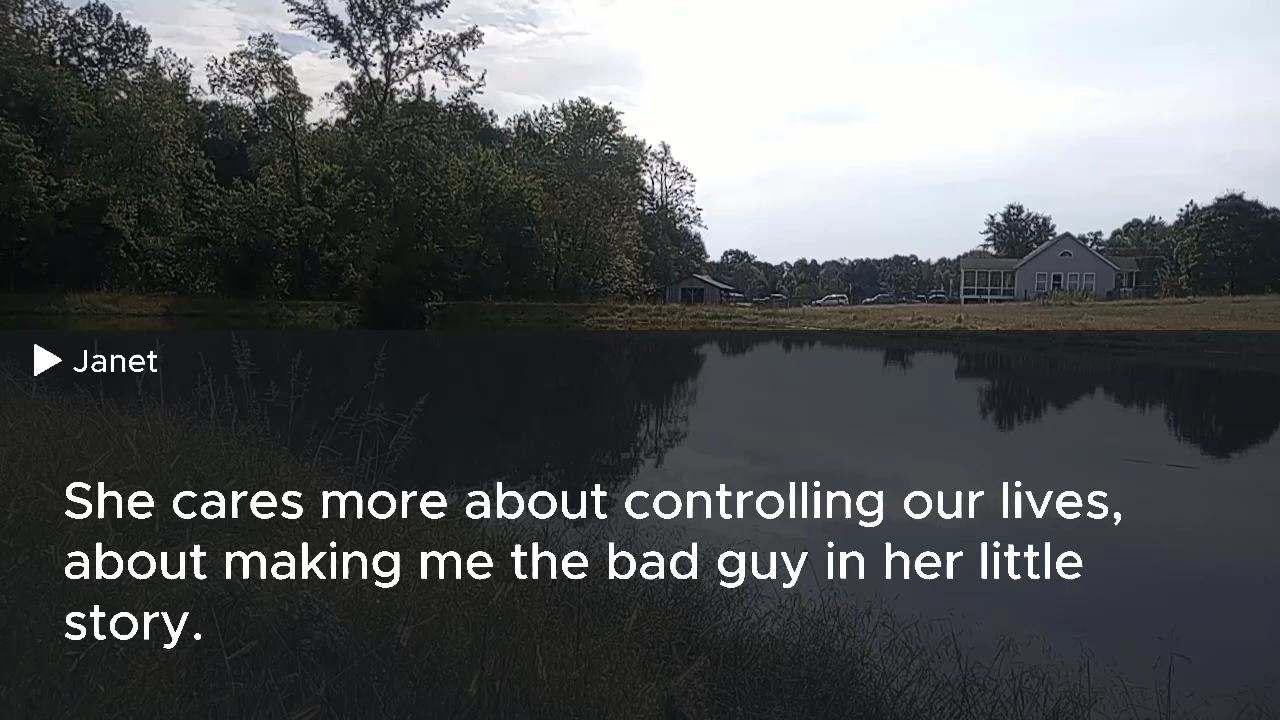 Janet
She cares more about controlling our lives,
about making me the bad guy in her little
story.